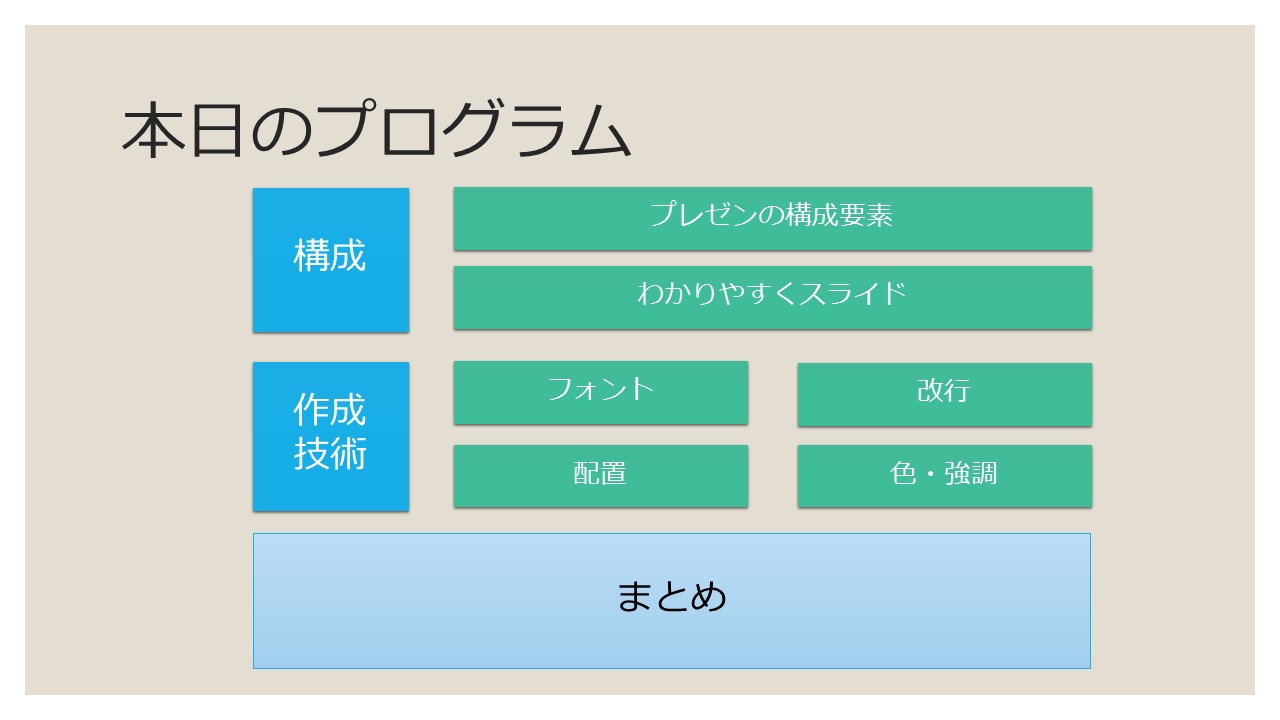 本日のプログラム
構成
プレゼンの構成要素
わかりやすくスライド
作成
技術
フォント
改行
配置
色・強調
まとめ